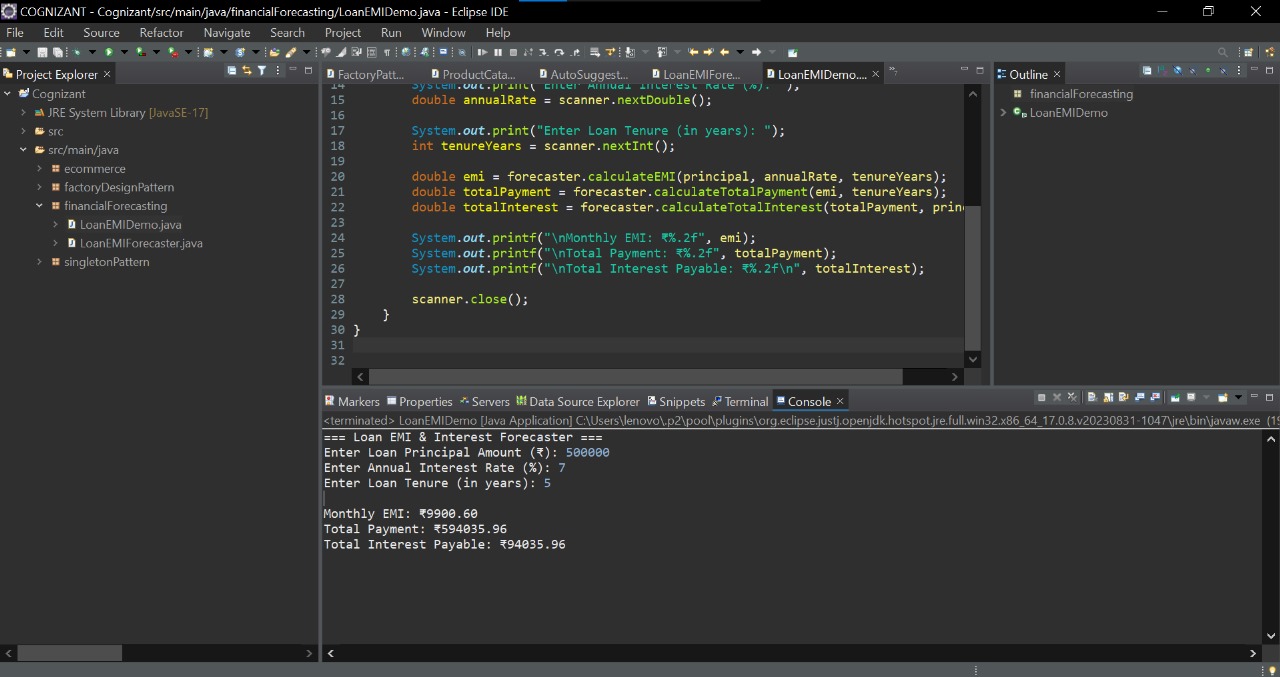 COGNIZANT - Cognizant/src/main/java/financialForecasting/LoanEMIDemo.java - Eclipse IDE
File Edit Source Refactor Navigate Search Project Run Window Help
Project Explorer
Cognizant
JRE System Library [JavaSE-17]
src
src/main/java
ecommerce
factoryDesignPattern
financialForecasting
LoanEMIDemo.java
LoanEMIForecaster.java
singletonPattern
FactoryPatt... ProductCata... AutoSuggest... LoanEMIFore... LoanEMIDemo....
14 System.out.print("Enter Annual Interest Rate (%): ");
15 double annualRate = scanner.nextDouble();
16
17 System.out.print("Enter Loan Tenure (in years): ");
18 int tenureYears = scanner.nextInt();
19
20 double emi = forecaster.calculateEMI(principal, annualRate, tenureYears);
21 double totalPayment = forecaster.calculateTotalPayment(emi, tenureYears);
22 double totalInterest = forecaster.calculateTotalInterest(totalPayment, prin
23
24 System.out.printf("\nMonthly EMI: ₹%.2f", emi);
25 System.out.printf("\nTotal Payment: ₹%.2f", totalPayment);
26 System.out.printf("\nTotal Interest Payable: ₹%.2f\n", totalInterest);
27
28 scanner.close();
29 }
30 }
31
32
Outline
financialForecasting
LoanEMIDemo
Markers Properties Servers Data Source Explorer Snippets Terminal Console
<terminated> LoanEMIDemo [Java Application] C:\Users\lenovo\.p2\pool\plugins\org.eclipse.justj.openjdk.hotspot.jre.full.win32.x86_64_17.0.8.v20230831-1047\jre\bin\javaw.exe
=== Loan EMI & Interest Forecaster ===
Enter Loan Principal Amount (₹): 500000
Enter Annual Interest Rate (%): 7
Enter Loan Tenure (in years): 5
Monthly EMI: ₹9900.60
Total Payment: ₹594035.96
Total Interest Payable: ₹94035.96